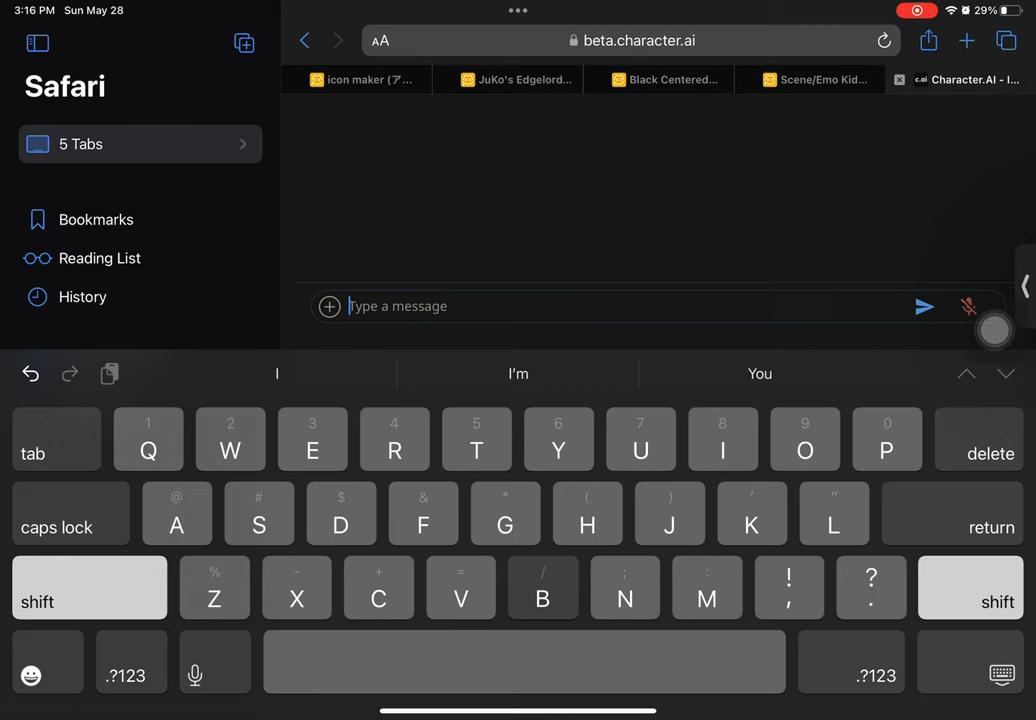 3:16 PM Sun May 28
29%
Safari
5 Tabs
Bookmarks
Reading List
History
AA
beta.character.ai
icon maker (ア...
JuKo's Edgelord...
Black Centered...
Scene/Emo Kid...
c.ai Character.AI - I...
Type a message
I
I'm
You
1 2 3 4 5 6 7 8 9 0
tab Q W E R T Y U I O P delete
@ # $ & * ( ) ' "
caps lock A S D F G H J K L return
% - + = / ; : ! ?
shift Z X C V B N M , . shift
.?123 .?123